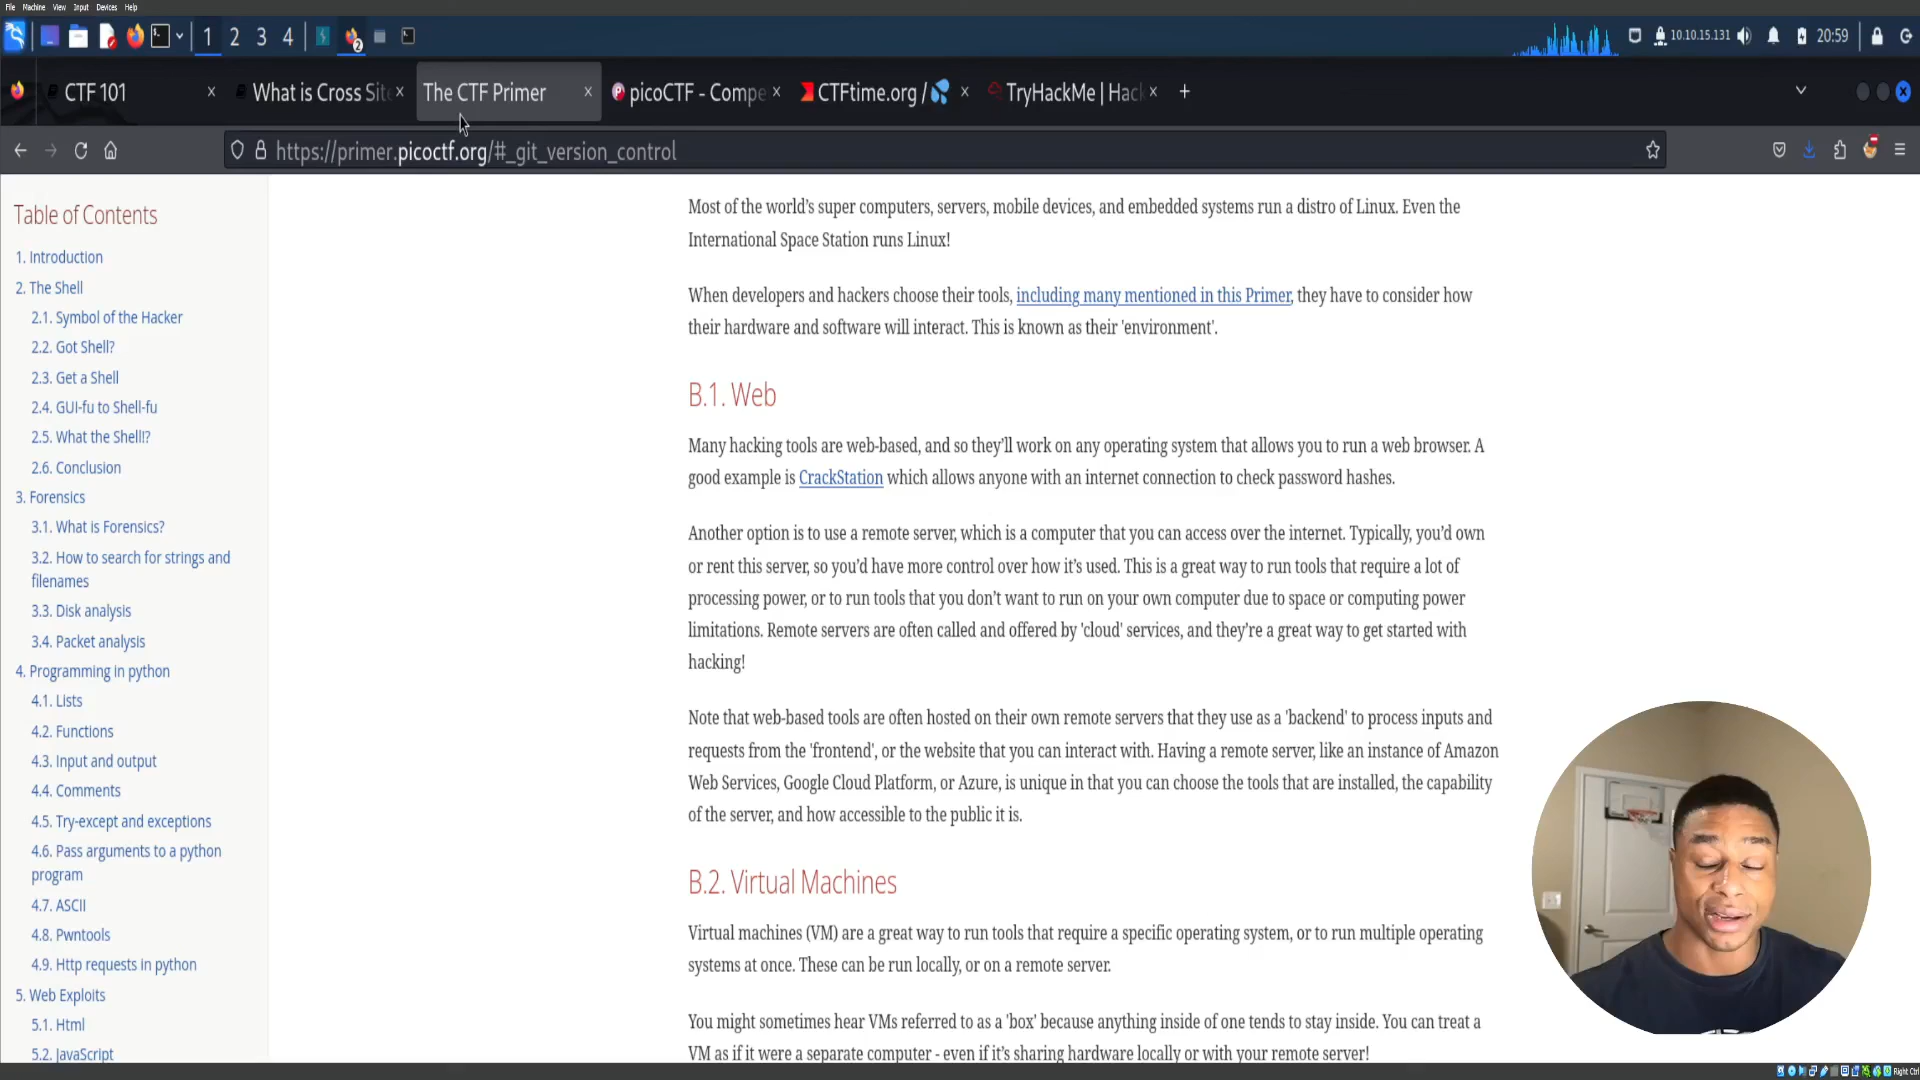 File Machine View Input Devices Help
1 2 3 4
2
10.10.15.131
20:59
CTF 101
What is Cross Site
The CTF Primer
picoCTF - Compe
CTFtime.org /
TryHackMe | Hack
https://primer.picoctf.org/#_git_version_control
Table of Contents
1. Introduction
2. The Shell
2.1. Symbol of the Hacker
2.2. Got Shell?
2.3. Get a Shell
2.4. GUI-fu to Shell-fu
2.5. What the Shell!?
2.6. Conclusion
3. Forensics
3.1. What is Forensics?
3.2. How to search for strings and
filenames
3.3. Disk analysis
3.4. Packet analysis
4. Programming in python
4.1. Lists
4.2. Functions
4.3. Input and output
4.4. Comments
4.5. Try-except and exceptions
4.6. Pass arguments to a python
program
4.7. ASCII
4.8. Pwntools
4.9. Http requests in python
5. Web Exploits
5.1. Html
5.2. JavaScript
Most of the world's super computers, servers, mobile devices, and embedded systems run a distro of Linux. Even the
International Space Station runs Linux!
When developers and hackers choose their tools, including many mentioned in this Primer, they have to consider how
their hardware and software will interact. This is known as their 'environment'.
B.1. Web
Many hacking tools are web-based, and so they'll work on any operating system that allows you to run a web browser. A
good example is CrackStation which allows anyone with an internet connection to check password hashes.
Another option is to use a remote server, which is a computer that you can access over the internet. Typically, you'd own
or rent this server, so you'd have more control over how it's used. This is a great way to run tools that require a lot of
processing power, or to run tools that you don't want to run on your own computer due to space or computing power
limitations. Remote servers are often called and offered by 'cloud' services, and they're a great way to get started with
hacking!
Note that web-based tools are often hosted on their own remote servers that they use as a 'backend' to process inputs and
requests from the 'frontend', or the website that you can interact with. Having a remote server, like an instance of Amazon
Web Services, Google Cloud Platform, or Azure, is unique in that you can choose the tools that are installed, the capability
of the server, and how accessible to the public it is.
B.2. Virtual Machines
Virtual machines (VM) are a great way to run tools that require a specific operating system, or to run multiple operating
systems at once. These can be run locally, or on a remote server.
You might sometimes hear VMs referred to as a 'box' because anything inside of one tends to stay inside. You can treat a
VM as if it were a separate computer - even if it's sharing hardware locally or with your remote server!
Right Ctrl